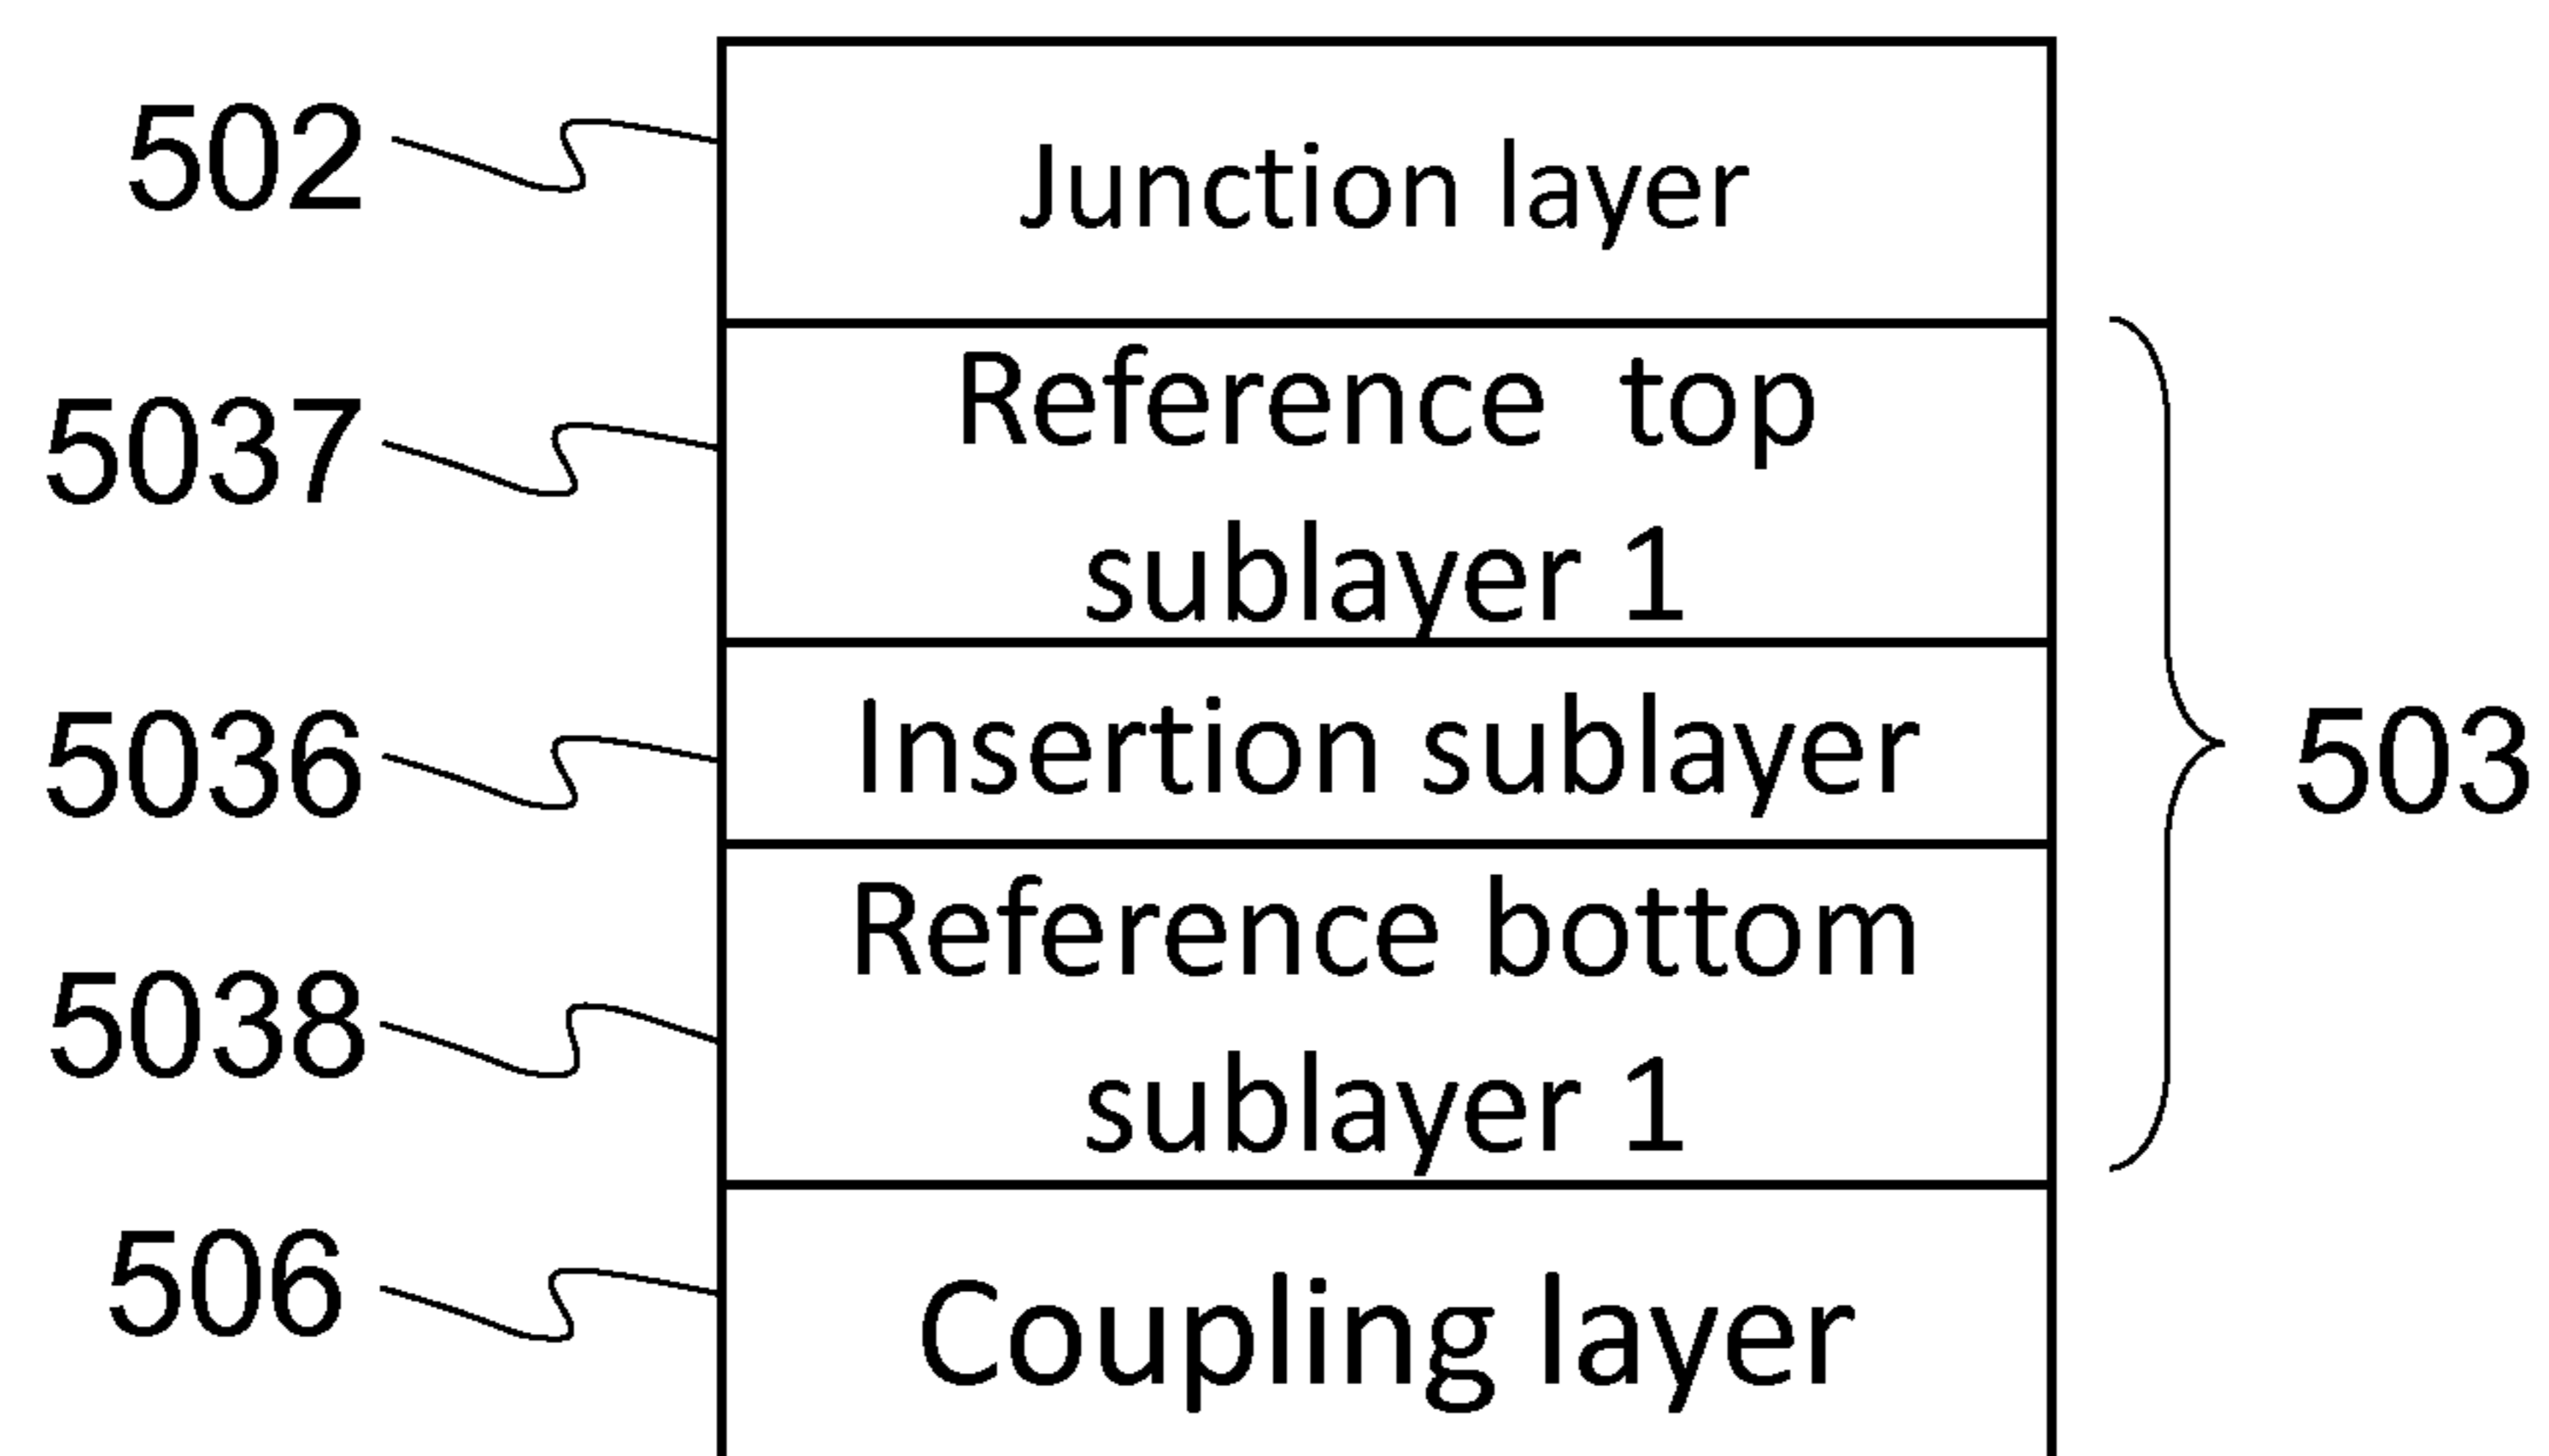 502
Junction layer
5037
Reference top
sublayer 1
5036
Insertion sublayer
503
5038
Reference bottom
sublayer 1
506
Coupling layer